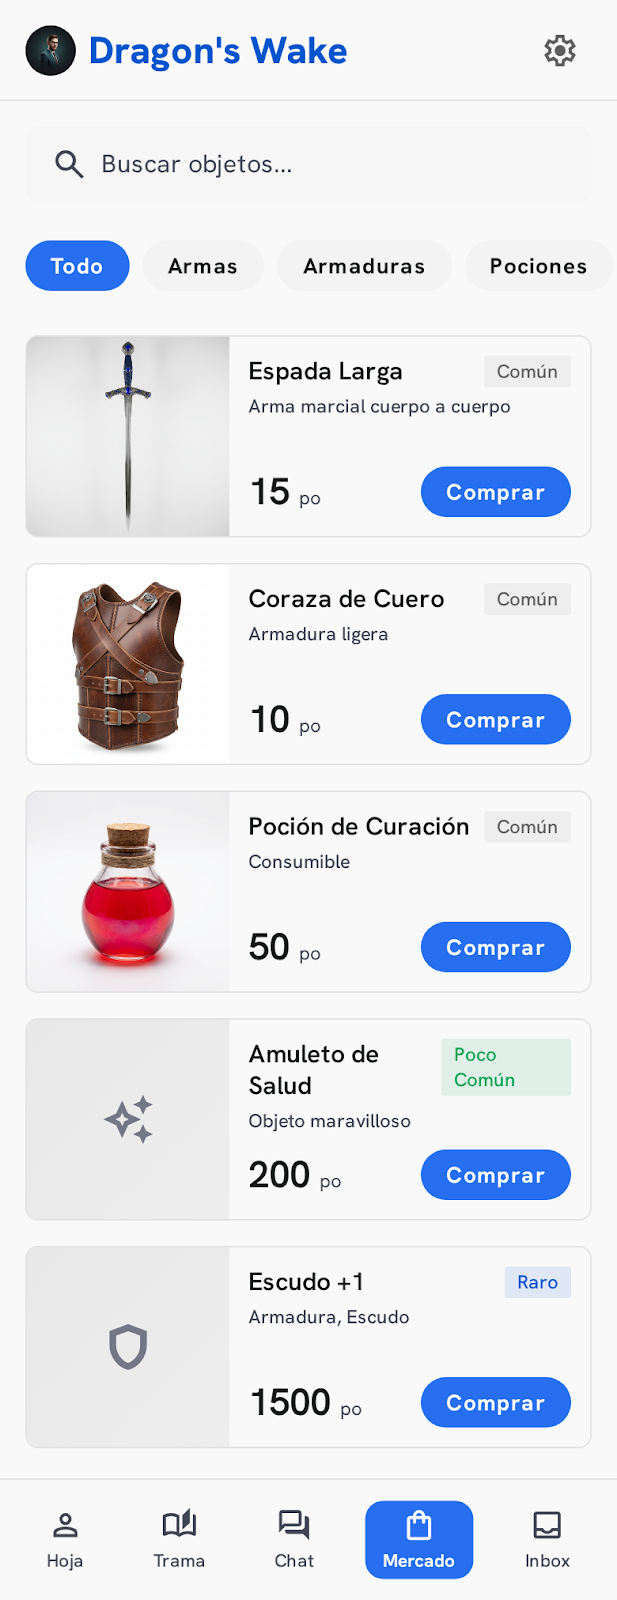 Dragon's Wake
Buscar objetos...
Todo
Armas
Armaduras
Pociones
Espada Larga
Común
Arma marcial cuerpo a cuerpo
15 po
Comprar
Coraza de Cuero
Común
Armadura ligera
10 po
Comprar
Poción de Curación
Común
Consumible
50 po
Comprar
Amuleto de
Salud
Poco
Común
Objeto maravilloso
200 po
Comprar
Escudo +1
Raro
Armadura, Escudo
1500 po
Comprar
Hoja
Trama
Chat
Mercado
Inbox